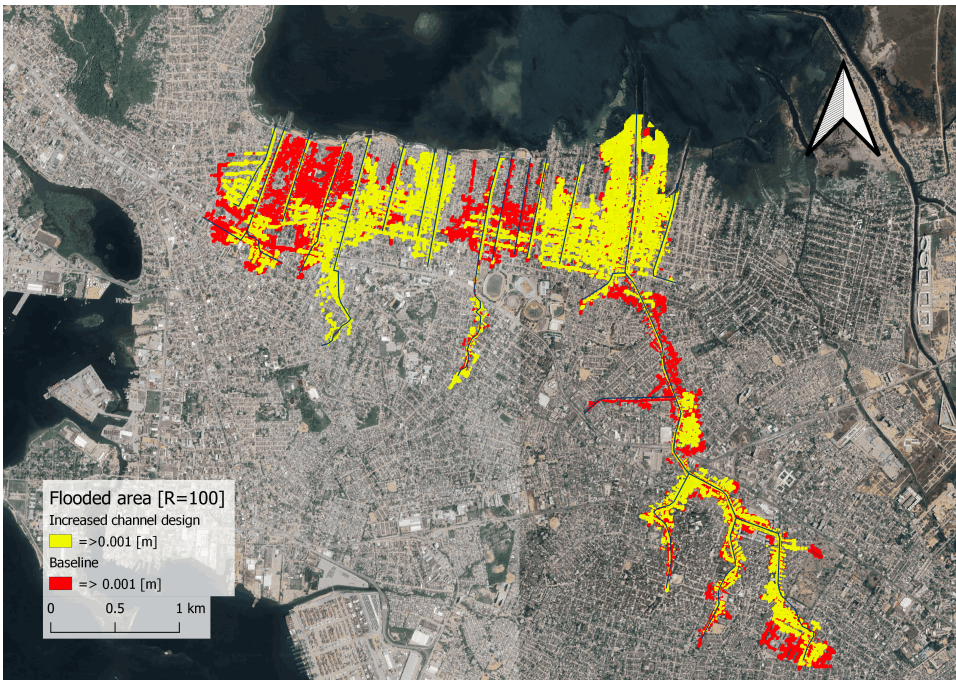 Flooded area [R=100]
Increased channel design
=>0.001 [m]
Baseline
=> 0.001 [m]
0 0.5 1 km